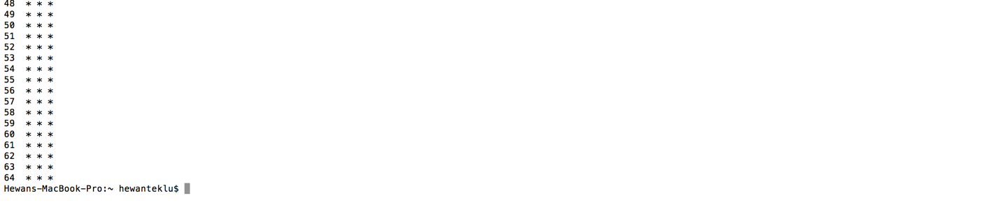 48  * * *
49  * * *
50  * * *
51  * * *
52  * * *
53  * * *
54  * * *
55  * * *
56  * * *
57  * * *
58  * * *
59  * * *
60  * * *
61  * * *
62  * * *
63  * * *
64  * * *
Hewans-MacBook-Pro:~ hewanteklu$